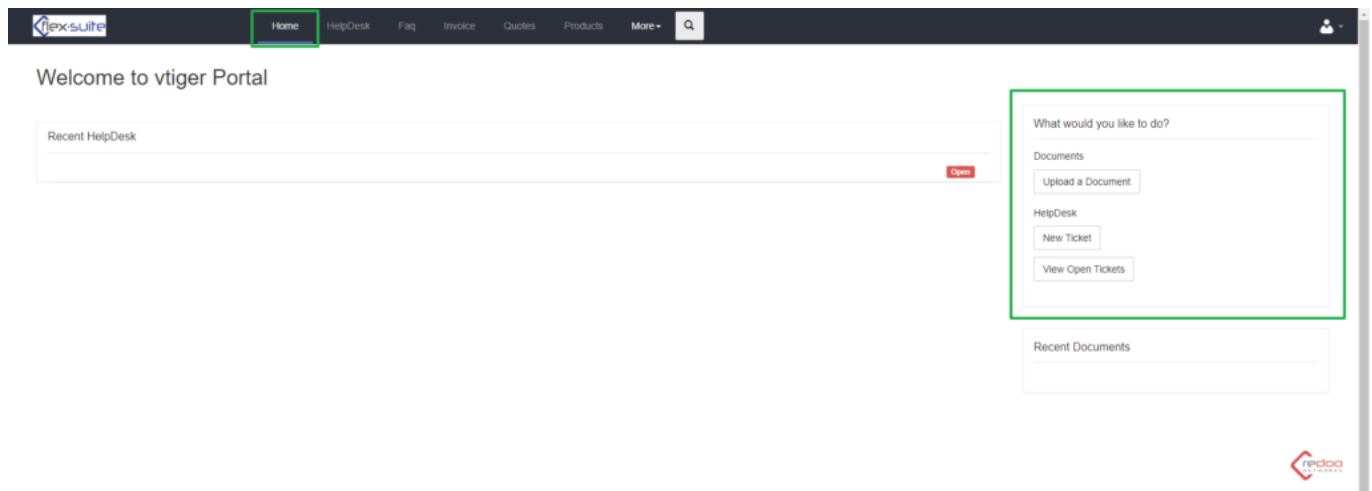 flex-suite
Home HelpDesk Faq Invoice Quotes Products More
Welcome to vtiger Portal
Recent HelpDesk
Open
What would you like to do?
Documents
Upload a Document
HelpDesk
New Ticket
View Open Tickets
Recent Documents
redoo
NETWORKS